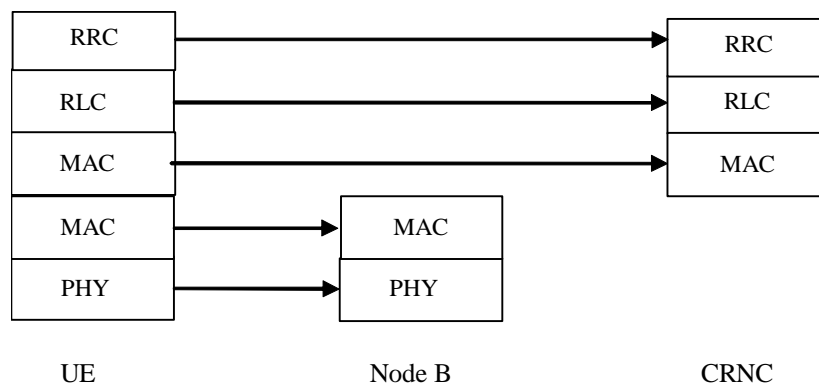 RRC RRC
RLC RLC
MAC MAC
MAC MAC
PHY PHY
UE Node B CRNC